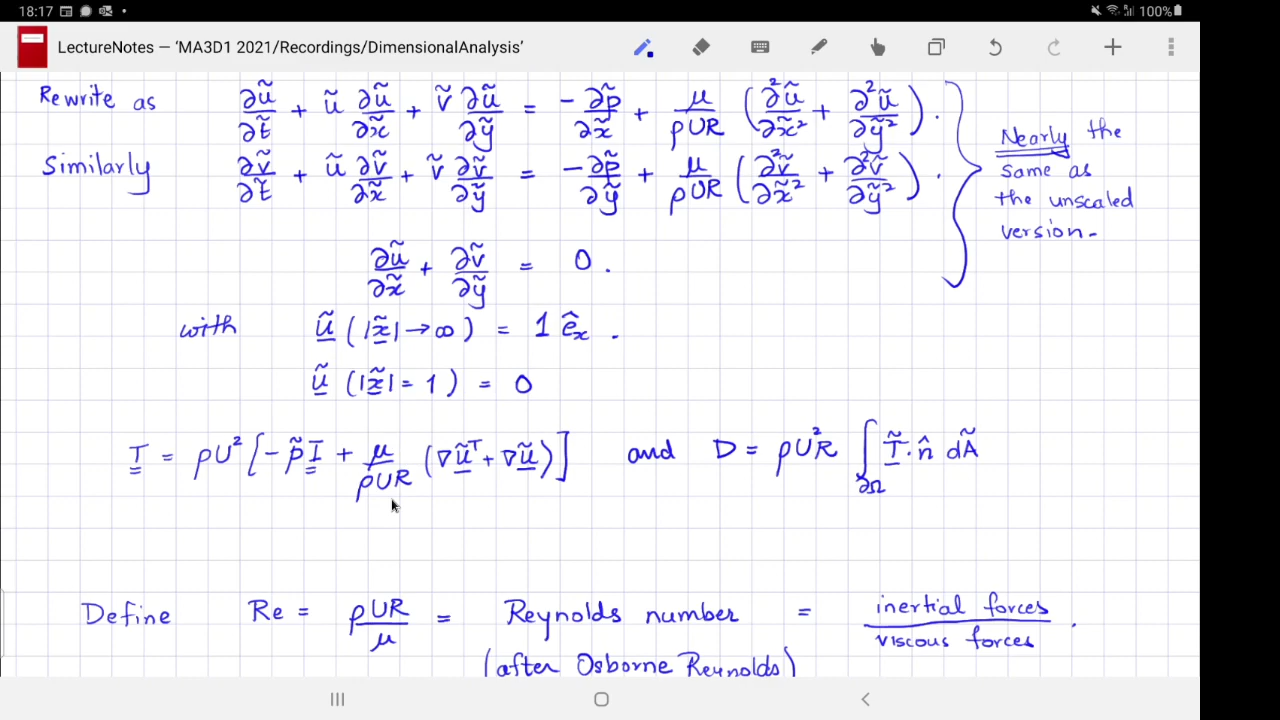 18:17 100%
LectureNotes — ‘MA3D1 2021/Recordings/DimensionalAnalysis’
Rewrite as ∂ũ/∂t̃ + ũ ∂ũ/∂x̃ + ṽ ∂ũ/∂ỹ = -∂p̃/∂x̃ + μ/ρUR (∂²ũ/∂x̃² + ∂²ũ/∂ỹ²).
Similarly ∂ṽ/∂t̃ + ũ ∂ṽ/∂x̃ + ṽ ∂ṽ/∂ỹ = -∂p̃/∂ỹ + μ/ρUR (∂²ṽ/∂x̃² + ∂²ṽ/∂ỹ²).
∂ũ/∂x̃ + ∂ṽ/∂ỹ = 0.
Nearly the
same as
the unscaled
version.
with ũ (|x̃| → ∞) = 1 êₓ.
ũ (|x̃| = 1) = 0
T = ρU² [-p̃ I + μ/ρUR (∇ũᵀ + ∇ũ)] and D = ρU²R ∫∂Ω T̃·n̂ dÃ
Define Re = ρUR/μ = Reynolds number = inertial forces/viscous forces.
(after Osborne Reynolds)